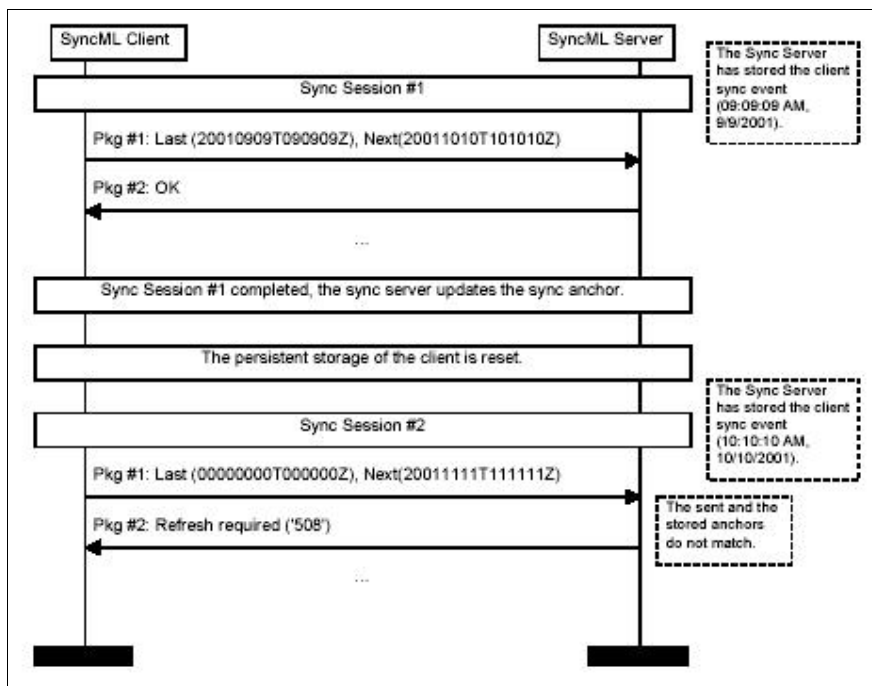 SyncML Client
SyncML Server
The Sync Server
has stored the client
sync event
(09:09:09 AM,
9/9/2001).
Sync Session #1
Pkg #1: Last (20010909T090909Z), Next(20011010T101010Z)
Pkg #2: OK
...
Sync Session #1 completed, the sync server updates the sync anchor.
The persistent storage of the client is reset.
The Sync Server
has stored the client
sync event
(10:10:10 AM,
10/10/2001).
Sync Session #2
Pkg #1: Last (00000000T000000Z), Next(20011111T111111Z)
The sent and the
stored anchors
do not match.
Pkg #2: Refresh required ('508')
...